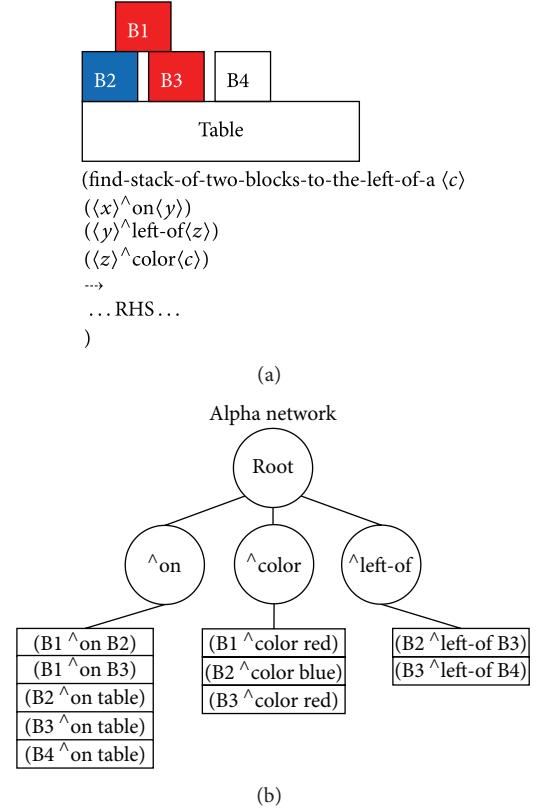 B1
B2 B3 B4
Table
(find-stack-of-two-blocks-to-the-left-of-a ⟨c⟩
(⟨x⟩^on⟨y⟩)
(⟨y⟩^left-of⟨z⟩)
(⟨z⟩^color⟨c⟩)
⤏
...RHS...
)
(a)
Alpha network
Root
^on ^color ^left-of
(B1 ^on B2) (B1 ^color red) (B2 ^left-of B3)
(B1 ^on B3) (B2 ^color blue) (B3 ^left-of B4)
(B2 ^on table) (B3 ^color red)
(B3 ^on table)
(B4 ^on table)
(b)